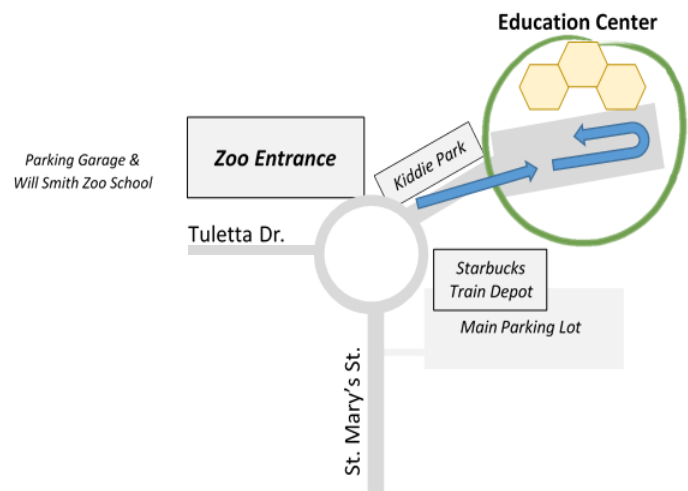 Education Center
Zoo Entrance
Kiddie Park
Parking Garage &
Will Smith Zoo School
Tuletta Dr.
Starbucks
Train Depot
Main Parking Lot
St. Mary's St.